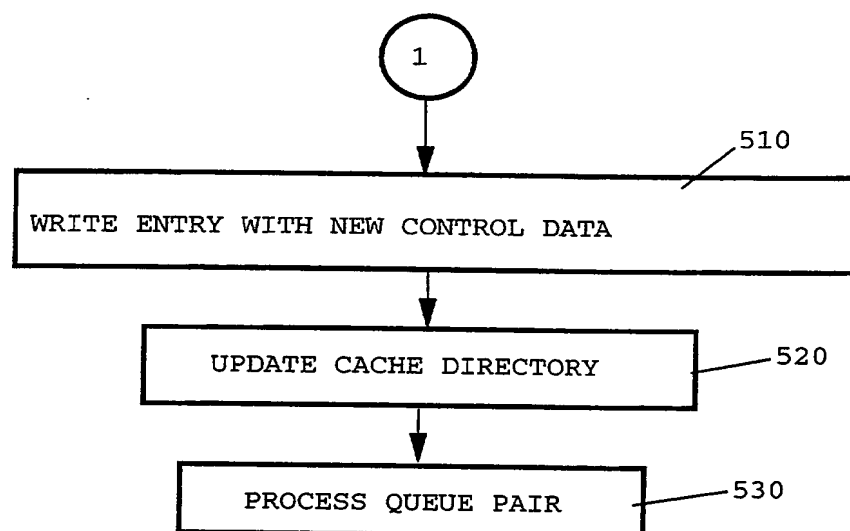 1
510
WRITE ENTRY WITH NEW CONTROL DATA
UPDATE CACHE DIRECTORY
520
PROCESS QUEUE PAIR
530